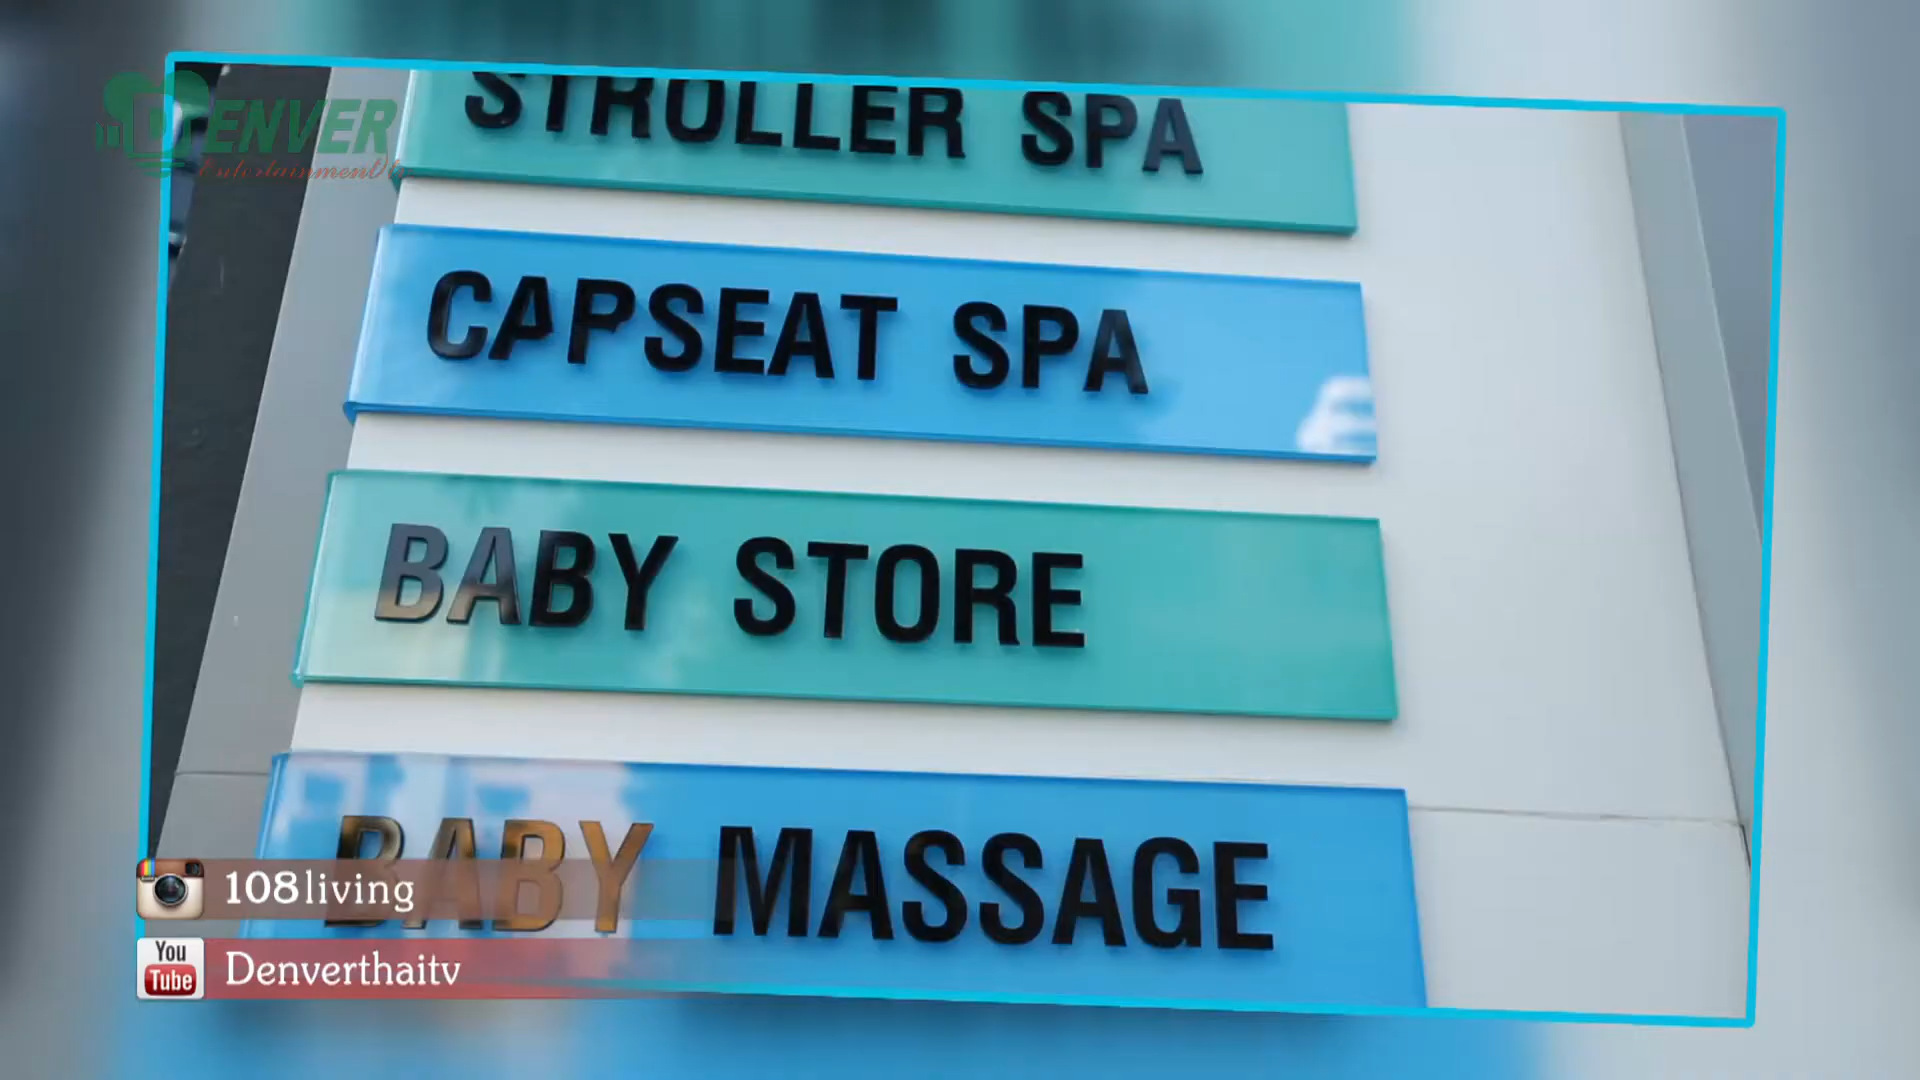 DENVER
STROLLER SPA
CAPSEAT SPA
BABY STORE
BABY MASSAGE
108living
You
Tube
Denverthaitv